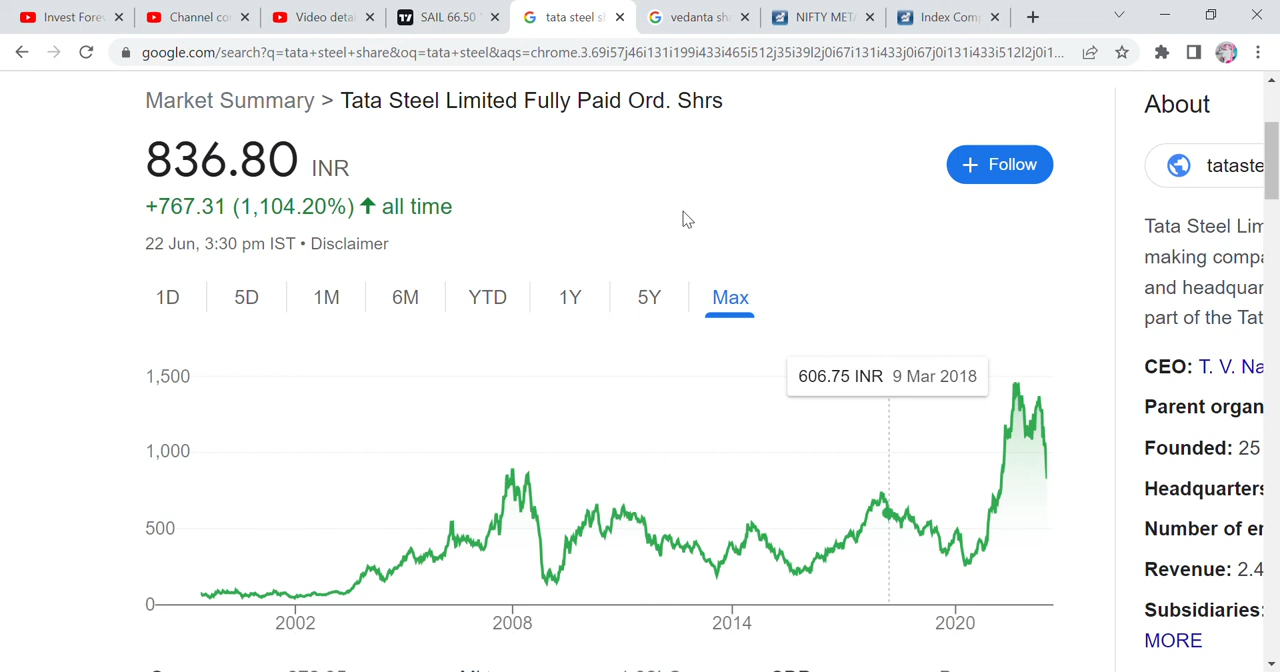 Invest Fore
Channel co
Video detai
SAIL 66.50
tata steel sh
vedanta sha
NIFTY META
Index Comp
google.com/search?q=tata+steel+share&oq=tata+steel&aqs=chrome.3.69i57j46i131i199i433i465i512j35i39l2j0i67i131i433j0i67j0i131i433i512l2j0i1...
Market Summary > Tata Steel Limited Fully Paid Ord. Shrs
836.80 INR
+ Follow
+767.31 (1,104.20%) ↑ all time
22 Jun, 3:30 pm IST • Disclaimer
1D 5D 1M 6M YTD 1Y 5Y Max
606.75 INR 9 Mar 2018
1,500
1,000
500
0
2002 2008 2014 2020
About
tataste
Tata Steel Lim
making compa
and headquar
part of the Tat
CEO: T. V. Na
Parent organ
Founded: 25
Headquarters
Number of e
Revenue: 2.4
Subsidiaries:
MORE